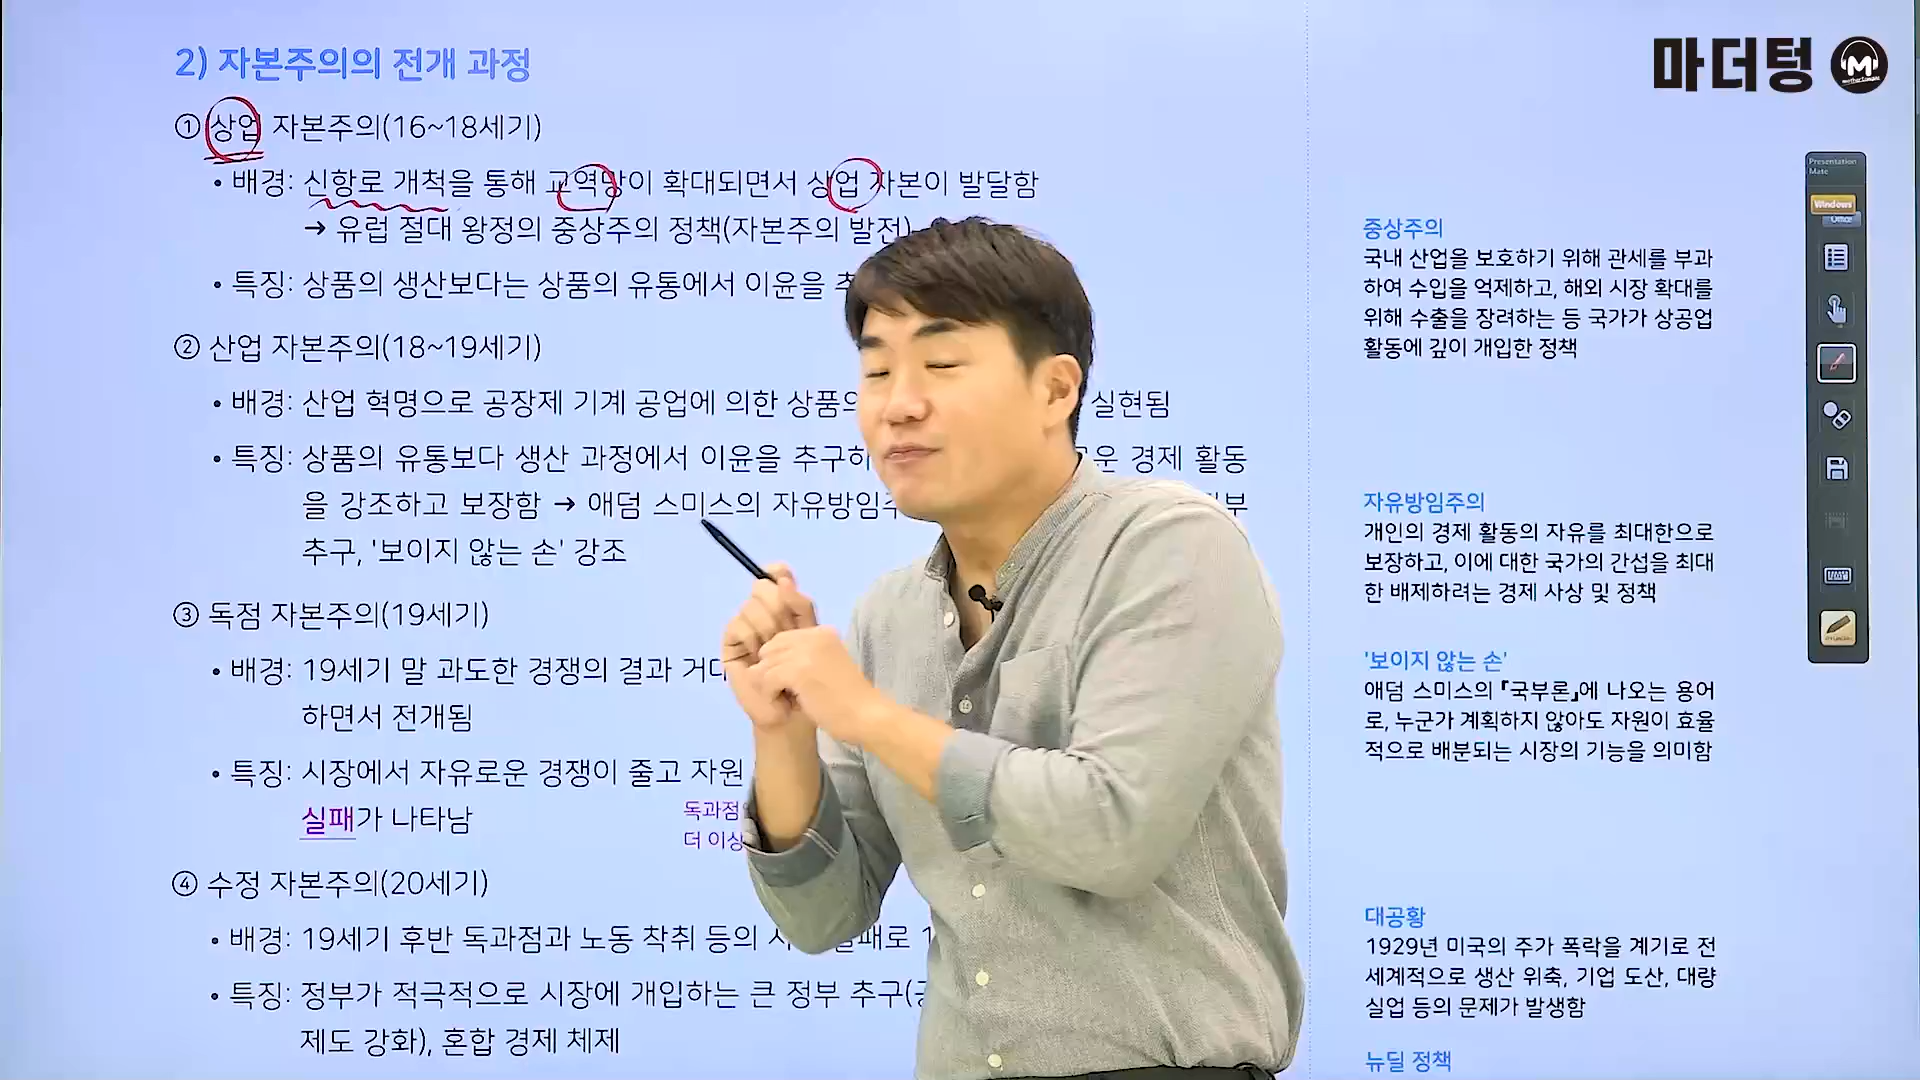 2) 자본주의의 전개 과정
① 상업 자본주의(16~18세기)
• 배경: 신항로 개척을 통해 교역망이 확대되면서 상업 자본이 발달함
→ 유럽 절대 왕정의 중상주의 정책(자본주의 발전)
• 특징: 상품의 생산보다는 상품의 유통에서 이윤을
② 산업 자본주의(18~19세기)
• 배경: 산업 혁명으로 공장제 기계 공업에 의한 상품의 실현됨
• 특징: 상품의 유통보다 생산 과정에서 이윤을 추구하 경제 활동
을 강조하고 보장함 → 애덤 스미스의 자유방임주
추구, '보이지 않는 손' 강조
③ 독점 자본주의(19세기)
• 배경: 19세기 말 과도한 경쟁의 결과 거대
하면서 전개됨
• 특징: 시장에서 자유로운 경쟁이 줄고 자원
실패가 나타남
독과점
더 이상
④ 수정 자본주의(20세기)
• 배경: 19세기 후반 독과점과 노동 착취 등의
• 특징: 정부가 적극적으로 시장에 개입하는 큰 정부 추구(
제도 강화), 혼합 경제 체제
마더텅
M
중상주의
국내 산업을 보호하기 위해 관세를 부과
하여 수입을 억제하고, 해외 시장 확대를
위해 수출을 장려하는 등 국가가 상공업
활동에 깊이 개입한 정책
자유방임주의
개인의 경제 활동의 자유를 최대한으로
보장하고, 이에 대한 국가의 간섭을 최대
한 배제하려는 경제 사상 및 정책
'보이지 않는 손'
애덤 스미스의 『국부론』에 나오는 용어
로, 누군가 계획하지 않아도 자원이 효율
적으로 배분되는 시장의 기능을 의미함
대공황
1929년 미국의 주가 폭락을 계기로 전
세계적으로 생산 위축, 기업 도산, 대량
실업 등의 문제가 발생함
뉴딜 정책
Presentation
Mate
Windows
Office